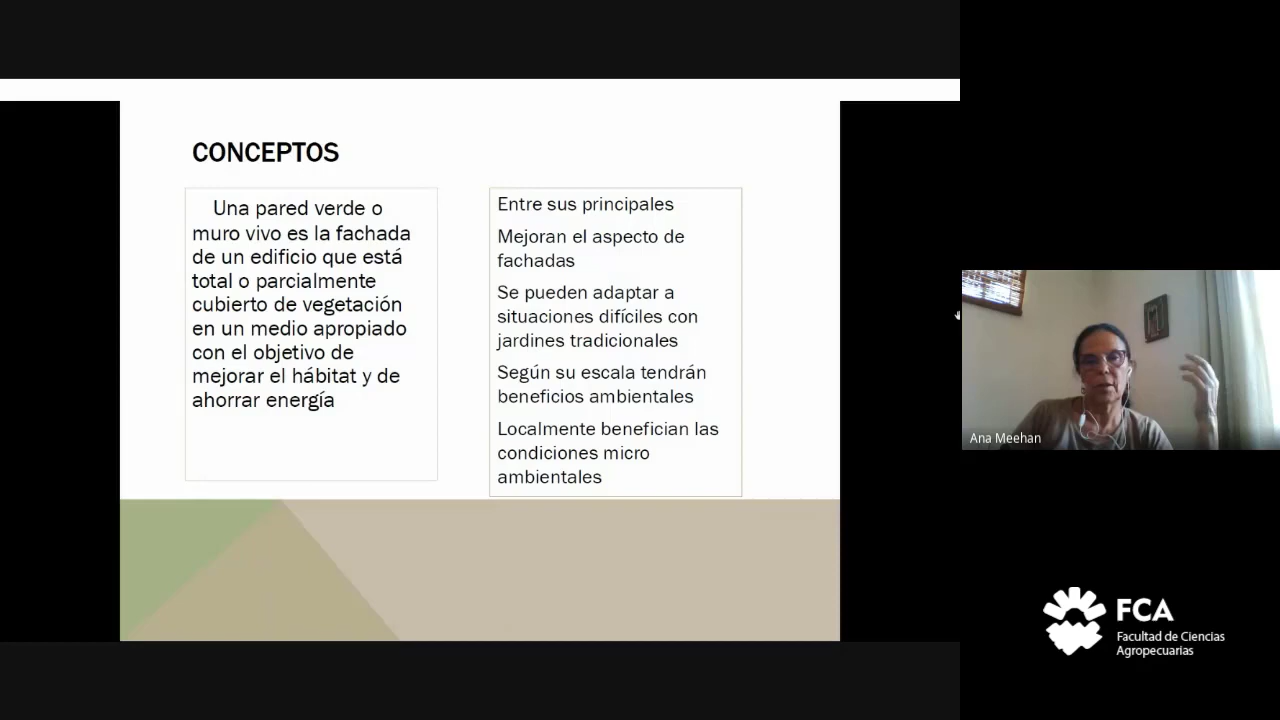 CONCEPTOS
Una pared verde o
muro vivo es la fachada
de un edificio que está
total o parcialmente
cubierto de vegetación
en un medio apropiado
con el objetivo de
mejorar el hábitat y de
ahorrar energía
Entre sus principales
Mejoran el aspecto de
fachadas
Se pueden adaptar a
situaciones difíciles con
jardines tradicionales
Según su escala tendrán
beneficios ambientales
Localmente benefician las
condiciones micro
ambientales
Ana Meehan
FCA
Facultad de Ciencias
Agropecuarias